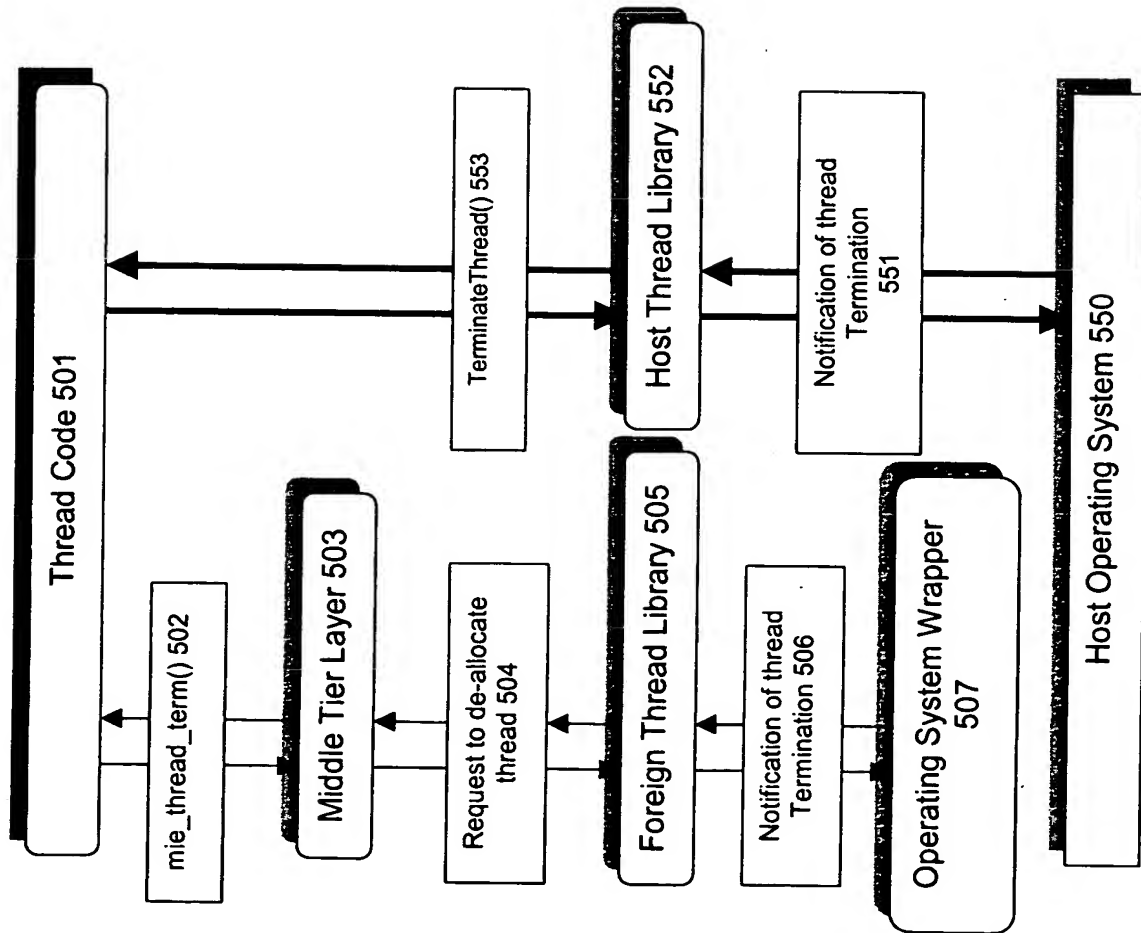 Thread Code 501
mie_thread_term() 502
Middle Tier Layer 503
Request to de-allocate
thread 504
Foreign Thread Library 505
Notification of thread
Termination 506
Operating System Wrapper
507
TerminateThread() 553
Host Thread Library 552
Notification of thread
Termination
551
Host Operating System 550